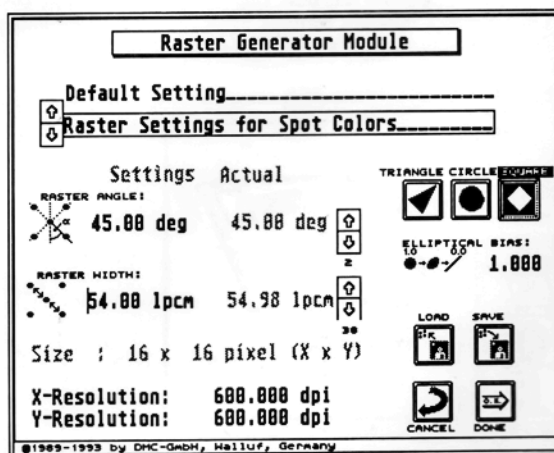 Raster Generator Module
Default Setting
Raster Settings for Spot Colors
Settings Actual
TRIANGLE CIRCLE SQUARE
RASTER ANGLE:
α
45.00 deg 45.00 deg
2
ELLIPTICAL BIAS:
1.0 0.0
1.000
RASTER WIDTH:
54.00 lpcm 54.98 lpcm
30
LOAD SAVE
Size : 16 x 16 pixel (X x Y)
X-Resolution: 600.000 dpi
Y-Resolution: 600.000 dpi
O.K.
CANCEL DONE
©1989-1993 by DMC-GmbH, Walluf, Germany